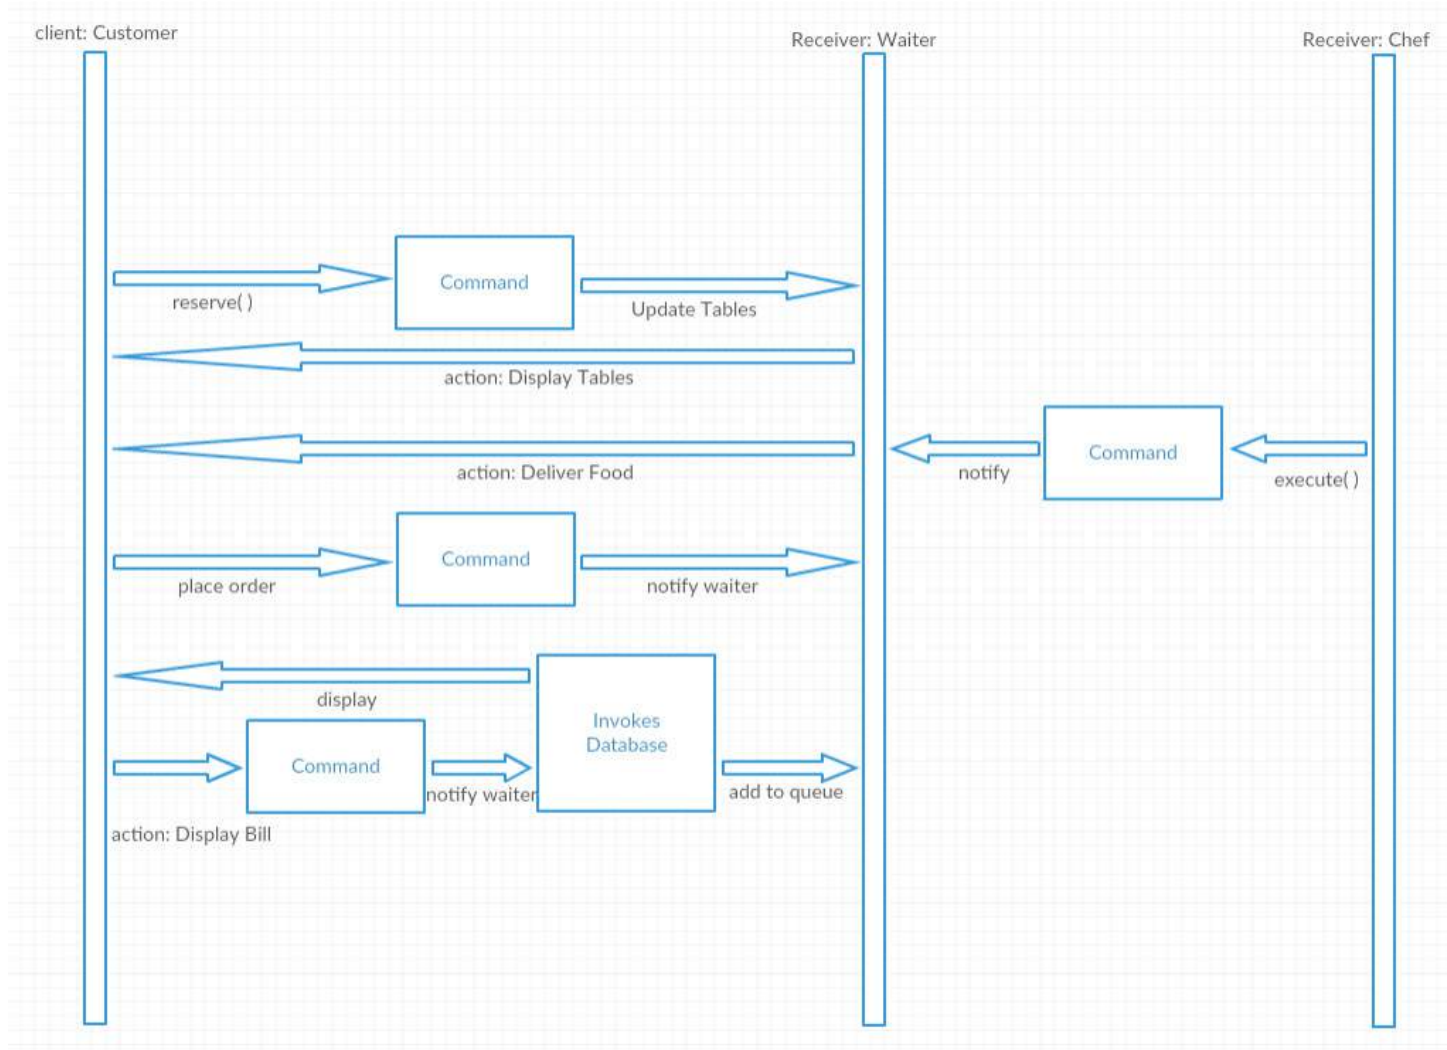 client: Customer
Receiver: Waiter
Receiver: Chef
Command
reserve( )
Update Tables
action: Display Tables
Command
action: Deliver Food
notify
execute( )
Command
place order
notify waiter
display
Invokes
Database
Command
notify waiter
add to queue
action: Display Bill